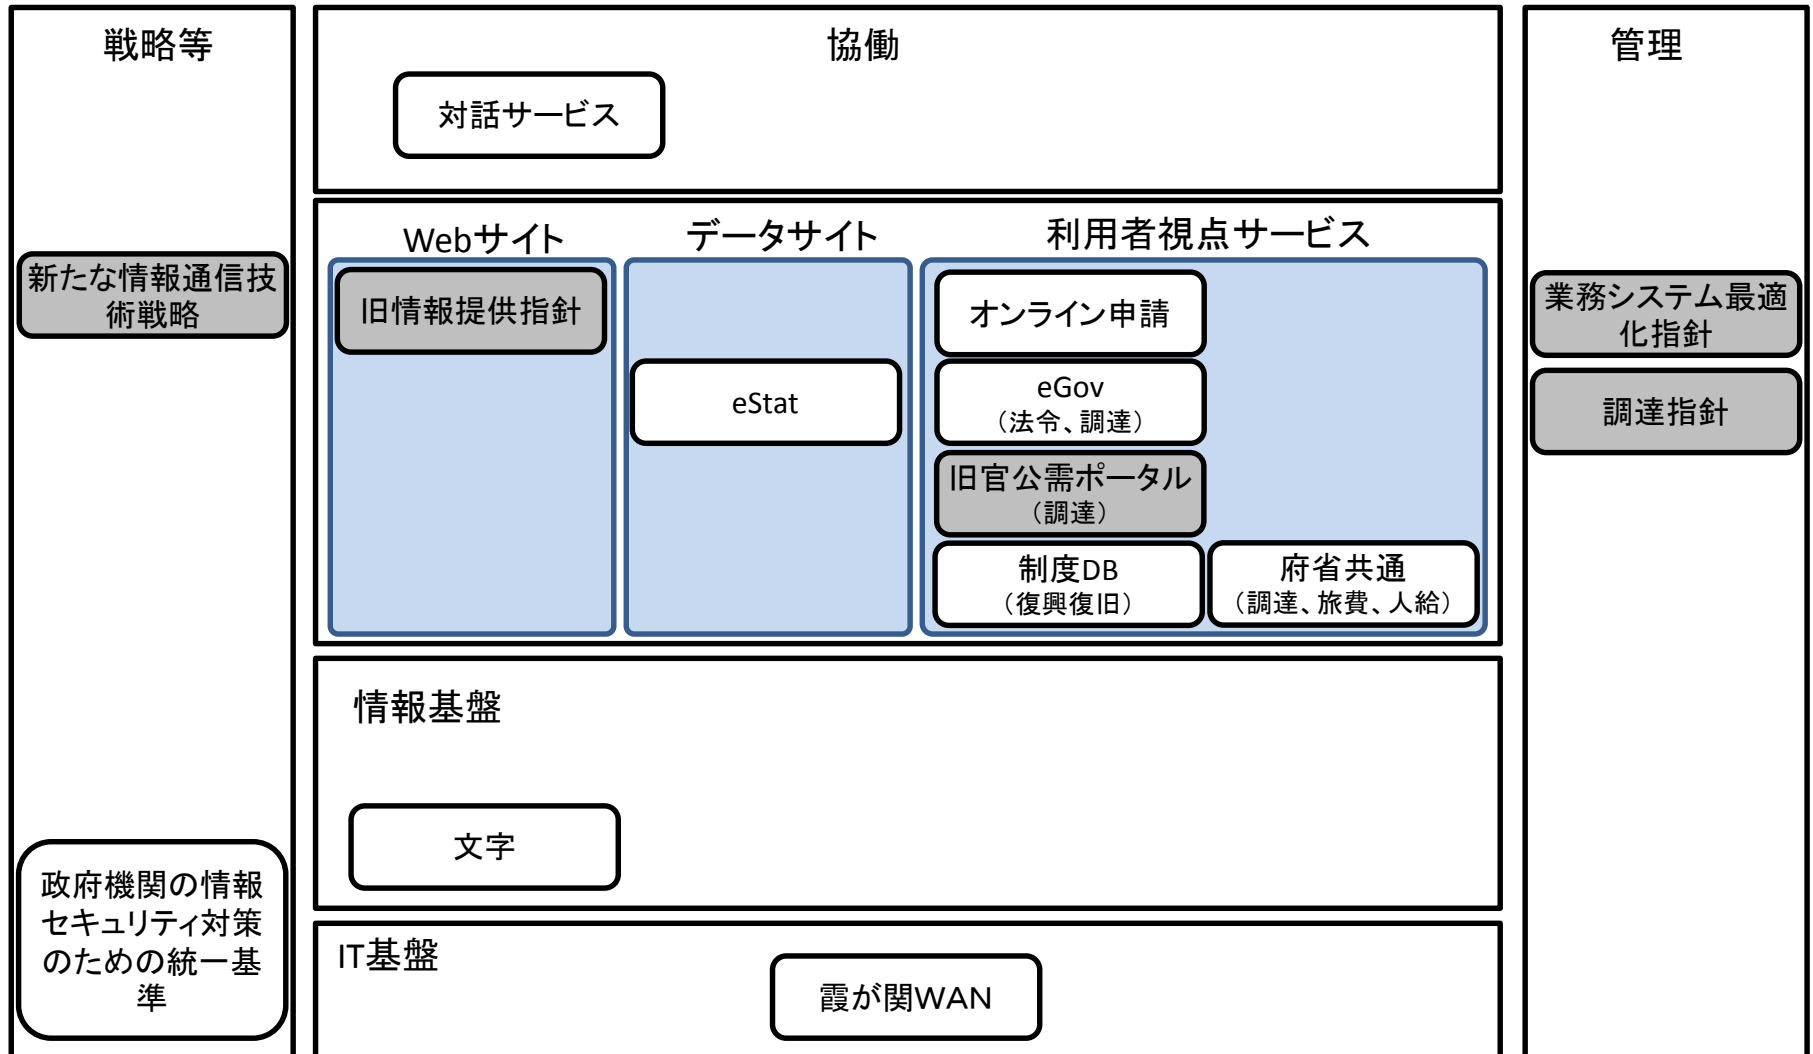 戦略等
新たな情報通信技
術戦略
政府機関の情報
セキュリティ対策
のための統一基
準
協働
対話サービス
Webサイト
旧情報提供指針
データサイト
eStat
利用者視点サービス
オンライン申請
eGov
（法令、調達）
旧官公需ポータル
（調達）
制度DB
（復興復旧）
府省共通
（調達、旅費、人給）
情報基盤
文字
IT基盤
霞が関WAN
管理
業務システム最適
化指針
調達指針